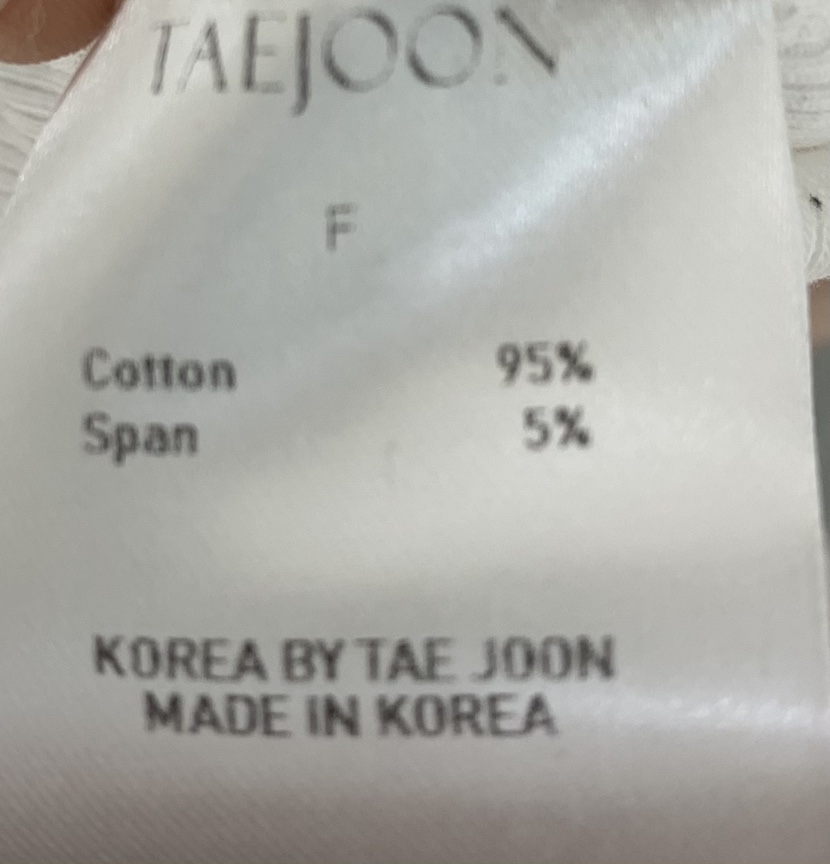 TAEJOON
F
Cotton 95%
Span 5%
KOREA BY TAE JOON
MADE IN KOREA